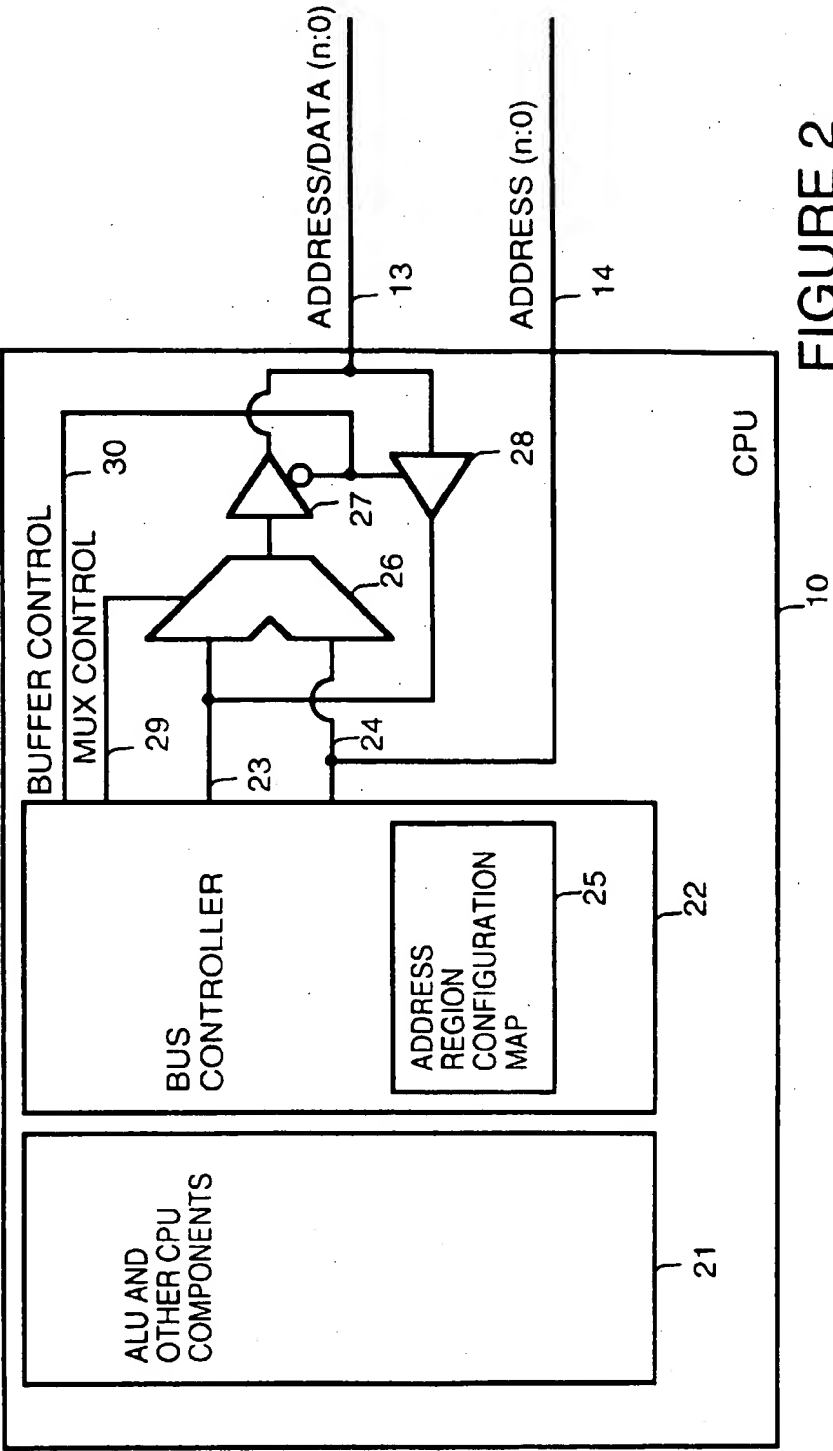 ALU AND
OTHER CPU
COMPONENTS
21
BUS
CONTROLLER
ADDRESS
REGION
CONFIGURATION
MAP
25
22
BUFFER CONTROL
MUX CONTROL
29
30
23
24
26
27
28
CPU
10
ADDRESS/DATA (n:0)
13
ADDRESS (n:0)
14
FIGURE 2